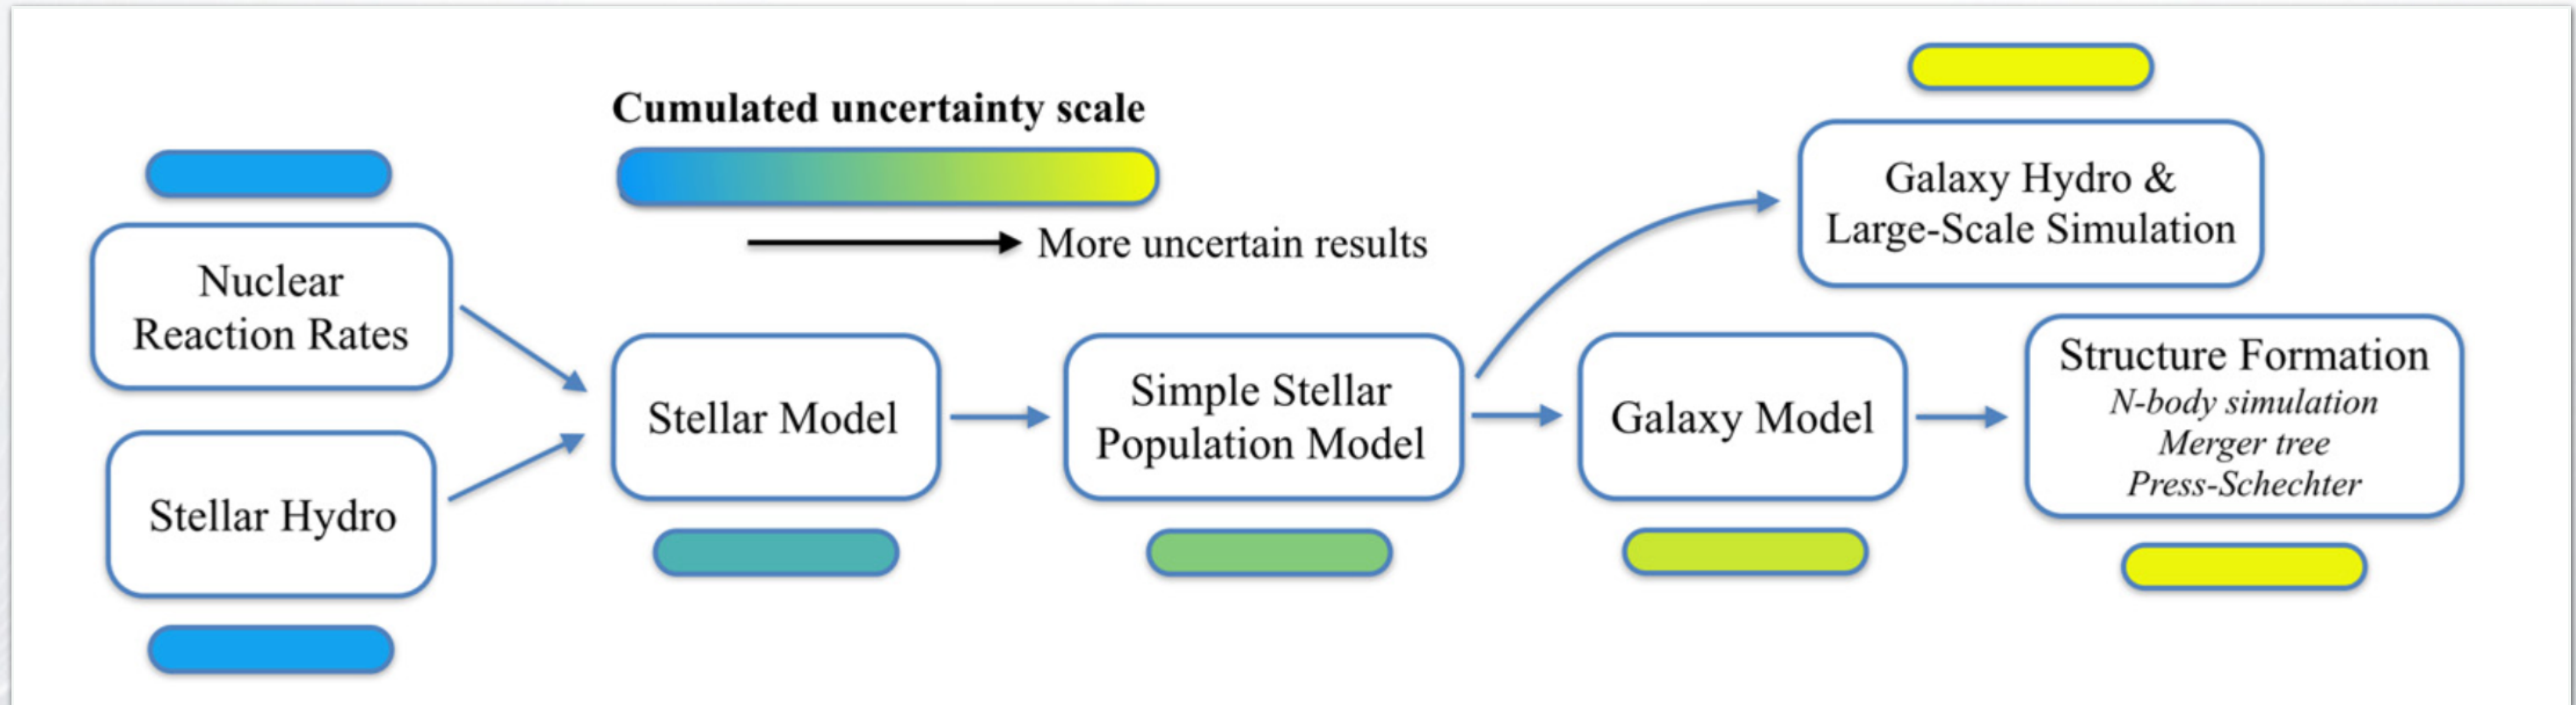 Cumulated uncertainty scale
More uncertain results
Nuclear
Reaction Rates
Stellar Hydro
Stellar Model
Simple Stellar
Population Model
Galaxy Hydro &
Large-Scale Simulation
Galaxy Model
Structure Formation
N-body simulation
Merger tree
Press-Schechter